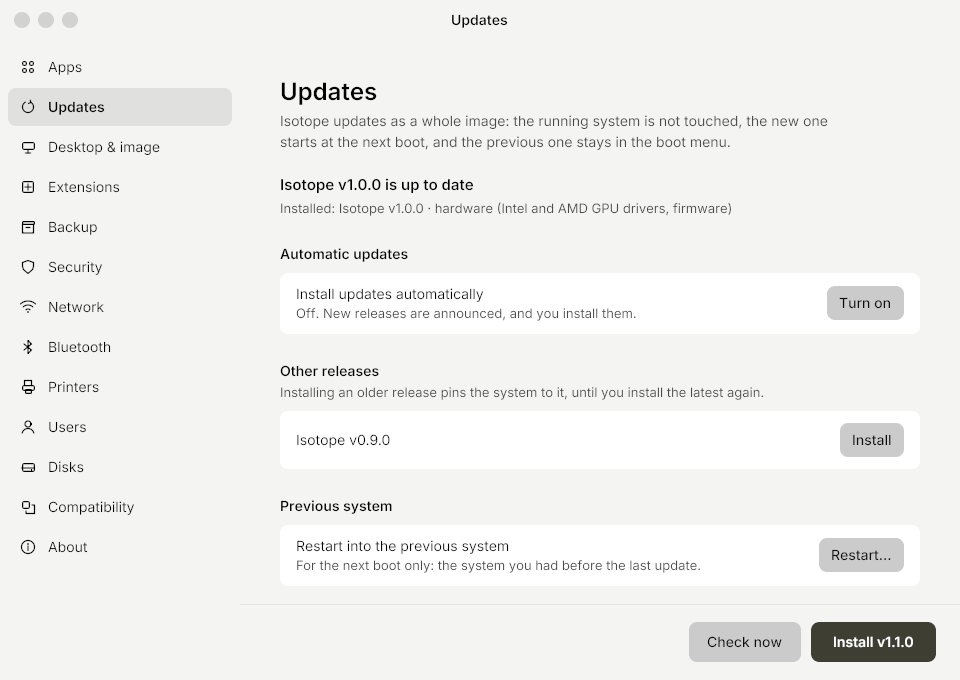 Updates
Apps
Updates
Desktop & image
Extensions
Backup
Security
Network
Bluetooth
Printers
Users
Disks
Compatibility
About
Updates
Isotope updates as a whole image: the running system is not touched, the new one
starts at the next boot, and the previous one stays in the boot menu.
Isotope v1.0.0 is up to date
Installed: Isotope v1.0.0 · hardware (Intel and AMD GPU drivers, firmware)
Automatic updates
Install updates automatically
Off. New releases are announced, and you install them.
Turn on
Other releases
Installing an older release pins the system to it, until you install the latest again.
Isotope v0.9.0
Install
Previous system
Restart into the previous system
For the next boot only: the system you had before the last update.
Restart...
Check now
Install v1.1.0